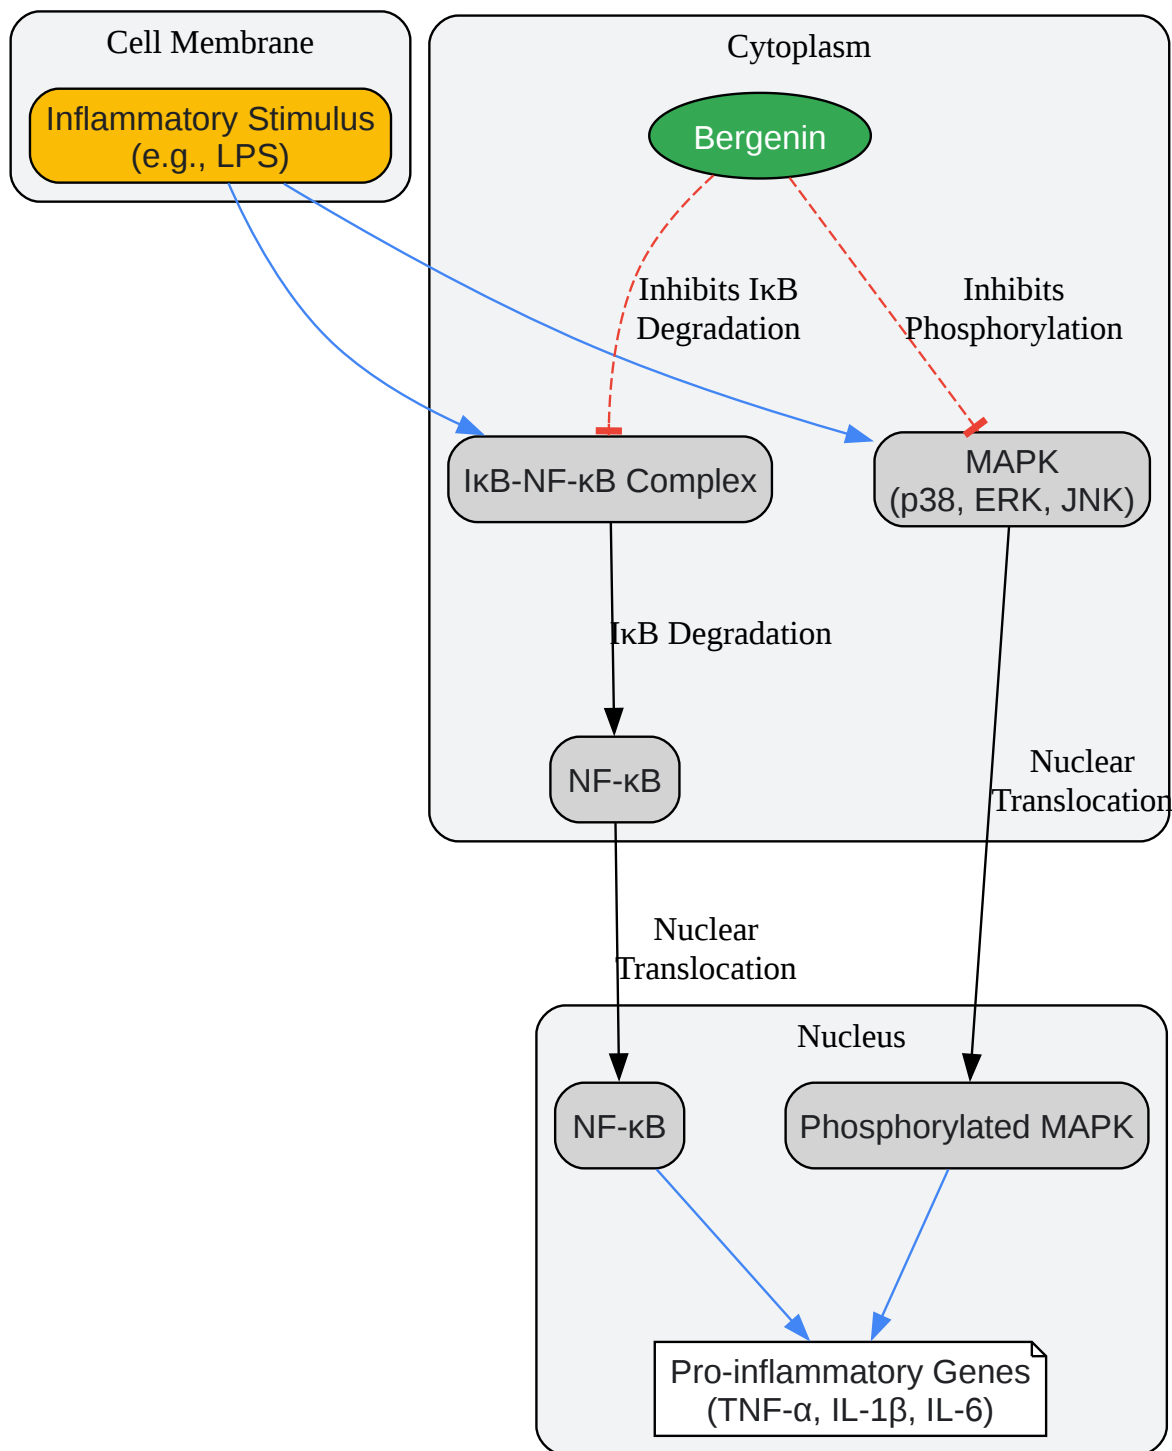 Cell Membrane
Inflammatory Stimulus
(e.g., LPS)
Cytoplasm
Bergenin
Inhibits IκB
Degradation
Inhibits
Phosphorylation
IκB-NF-κB Complex
MAPK
(p38, ERK, JNK)
IκB Degradation
NF-κB
Nuclear
Translocation
Nuclear
Translocation
Nucleus
NF-κB
Phosphorylated MAPK
Pro-inflammatory Genes
(TNF-α, IL-1β, IL-6)